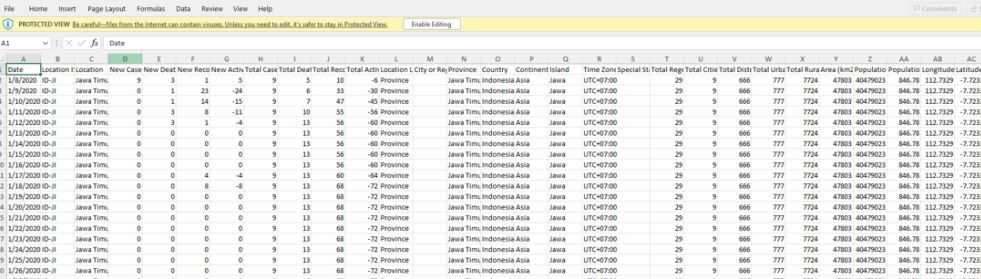 File Home Insert Page Layout Formulas Data Review View Help Comments
PROTECTED VIEW Be careful—files from the Internet can contain viruses. Unless you need to edit, it's safer to stay in Protected View. Enable Editing
A1 fx Date
A B C D E F G H I J K L M N O P Q R S T U V W X Y Z AA AB AC
Date Location I Location New Case New Deat New Reco New Activ Total Case Total Deat Total Reco Total Activ Location L City or Reg Province Country Continent Island Time Zone Special St Total Regi Total Citie Total Distr Total Urba Total Rura Area (km2 Populatio Populatio Longitude Latitude
1/8/2020 ID-JI Jawa Timu 9 3 1 5 9 5 10 -6 Province Jawa Timu Indonesia Asia Jawa UTC+07:00 29 9 666 777 7724 47803 40479023 846.78 112.7329 -7.723
1/9/2020 ID-JI Jawa Timu 0 1 23 -24 9 6 33 -30 Province Jawa Timu Indonesia Asia Jawa UTC+07:00 29 9 666 777 7724 47803 40479023 846.78 112.7329 -7.723
1/10/2020 ID-JI Jawa Timu 0 1 14 -15 9 7 47 -45 Province Jawa Timu Indonesia Asia Jawa UTC+07:00 29 9 666 777 7724 47803 40479023 846.78 112.7329 -7.723
1/11/2020 ID-JI Jawa Timu 0 3 8 -11 9 10 55 -56 Province Jawa Timu Indonesia Asia Jawa UTC+07:00 29 9 666 777 7724 47803 40479023 846.78 112.7329 -7.723
1/12/2020 ID-JI Jawa Timu 0 3 1 -4 9 13 56 -60 Province Jawa Timu Indonesia Asia Jawa UTC+07:00 29 9 666 777 7724 47803 40479023 846.78 112.7329 -7.723
1/13/2020 ID-JI Jawa Timu 0 0 0 0 9 13 56 -60 Province Jawa Timu Indonesia Asia Jawa UTC+07:00 29 9 666 777 7724 47803 40479023 846.78 112.7329 -7.723
1/14/2020 ID-JI Jawa Timu 0 0 0 0 9 13 56 -60 Province Jawa Timu Indonesia Asia Jawa UTC+07:00 29 9 666 777 7724 47803 40479023 846.78 112.7329 -7.723
1/15/2020 ID-JI Jawa Timu 0 0 0 0 9 13 56 -60 Province Jawa Timu Indonesia Asia Jawa UTC+07:00 29 9 666 777 7724 47803 40479023 846.78 112.7329 -7.723
1/16/2020 ID-JI Jawa Timu 0 0 0 0 9 13 56 -60 Province Jawa Timu Indonesia Asia Jawa UTC+07:00 29 9 666 777 7724 47803 40479023 846.78 112.7329 -7.723
1/17/2020 ID-JI Jawa Timu 0 0 4 -4 9 13 60 -64 Province Jawa Timu Indonesia Asia Jawa UTC+07:00 29 9 666 777 7724 47803 40479023 846.78 112.7329 -7.723
1/18/2020 ID-JI Jawa Timu 0 0 8 -8 9 13 68 -72 Province Jawa Timu Indonesia Asia Jawa UTC+07:00 29 9 666 777 7724 47803 40479023 846.78 112.7329 -7.723
1/19/2020 ID-JI Jawa Timu 0 0 0 0 9 13 68 -72 Province Jawa Timu Indonesia Asia Jawa UTC+07:00 29 9 666 777 7724 47803 40479023 846.78 112.7329 -7.723
1/20/2020 ID-JI Jawa Timu 0 0 0 0 9 13 68 -72 Province Jawa Timu Indonesia Asia Jawa UTC+07:00 29 9 666 777 7724 47803 40479023 846.78 112.7329 -7.723
1/21/2020 ID-JI Jawa Timu 0 0 0 0 9 13 68 -72 Province Jawa Timu Indonesia Asia Jawa UTC+07:00 29 9 666 777 7724 47803 40479023 846.78 112.7329 -7.723
1/22/2020 ID-JI Jawa Timu 0 0 0 0 9 13 68 -72 Province Jawa Timu Indonesia Asia Jawa UTC+07:00 29 9 666 777 7724 47803 40479023 846.78 112.7329 -7.723
1/23/2020 ID-JI Jawa Timu 0 0 0 0 9 13 68 -72 Province Jawa Timu Indonesia Asia Jawa UTC+07:00 29 9 666 777 7724 47803 40479023 846.78 112.7329 -7.723
1/24/2020 ID-JI Jawa Timu 0 0 0 0 9 13 68 -72 Province Jawa Timu Indonesia Asia Jawa UTC+07:00 29 9 666 777 7724 47803 40479023 846.78 112.7329 -7.723
1/25/2020 ID-JI Jawa Timu 0 0 0 0 9 13 68 -72 Province Jawa Timu Indonesia Asia Jawa UTC+07:00 29 9 666 777 7724 47803 40479023 846.78 112.7329 -7.723
1/26/2020 ID-JI Jawa Timu 0 0 0 0 9 13 68 -72 Province Jawa Timu Indonesia Asia Jawa UTC+07:00 29 9 666 777 7724 47803 40479023 846.78 112.7329 -7.723